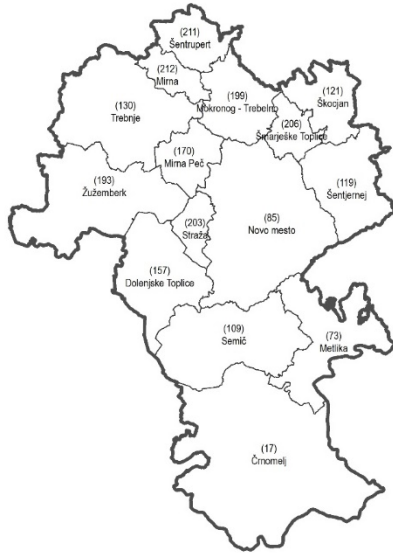 (211)
Šentrupert
(212)
Mirna
(199)
Mokronog - Trebelno
(121)
Škocjan
(130)
Trebnje
(206)
Šmarješke Toplice
(170)
Mirna Peč
(193)
Žužemberk
(119)
Šentjernej
(203)
Straža
(85)
Novo mesto
(157)
Dolenjske Toplice
(109)
Semič
(73)
Metlika
(17)
Črnomelj